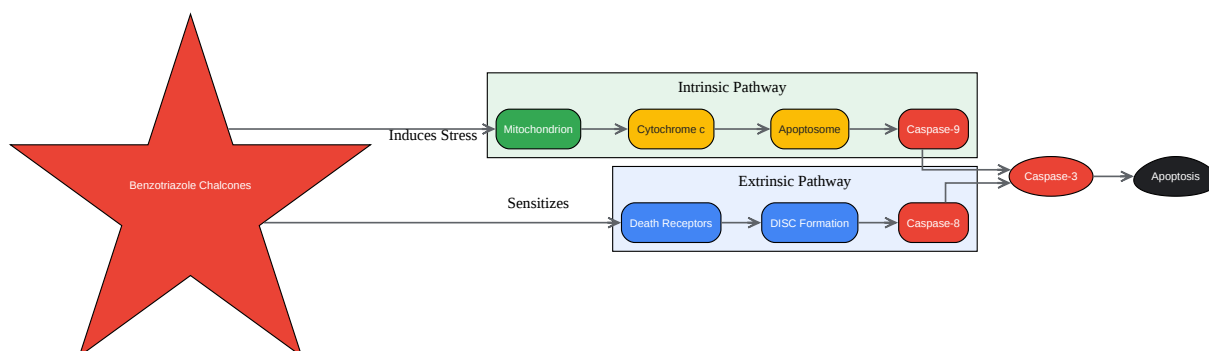 Intrinsic Pathway
Mitochondrion
Cytochrome c
Apoptosome
Caspase-9
Induces Stress
Benzotriazole Chalcones
Caspase-3
Apoptosis
Extrinsic Pathway
Sensitizes
Death Receptors
DISC Formation
Caspase-8